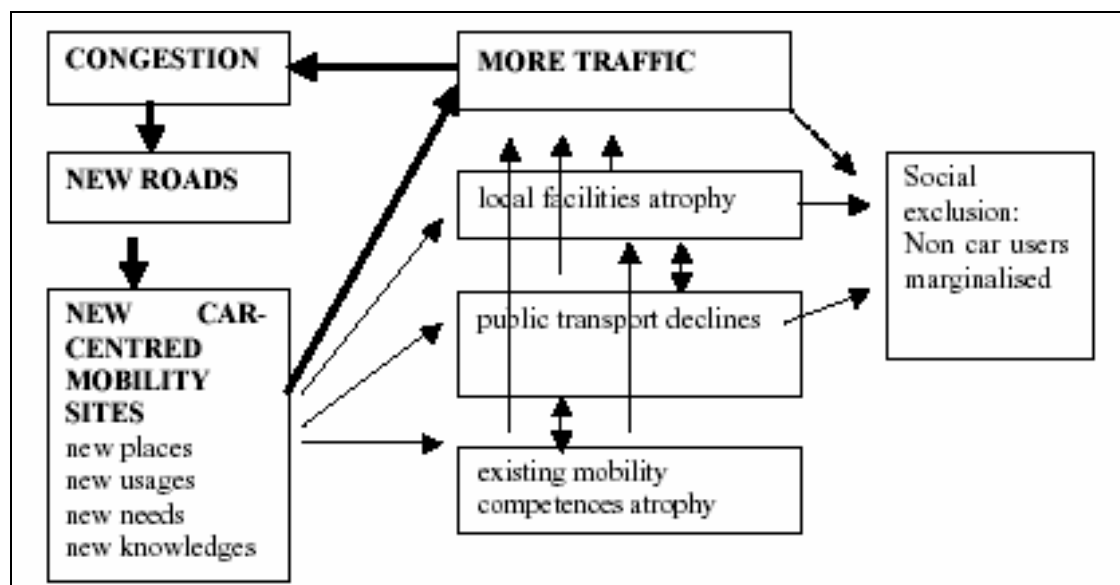 CONGESTION
NEW ROADS
NEW CAR-
CENTRED
MOBILITY
SITES
new places
new usages
new needs
new knowledges
MORE TRAFFIC
local facilities atrophy
public transport declines
existing mobility
competences atrophy
Social
exclusion:
Non car users
marginalised